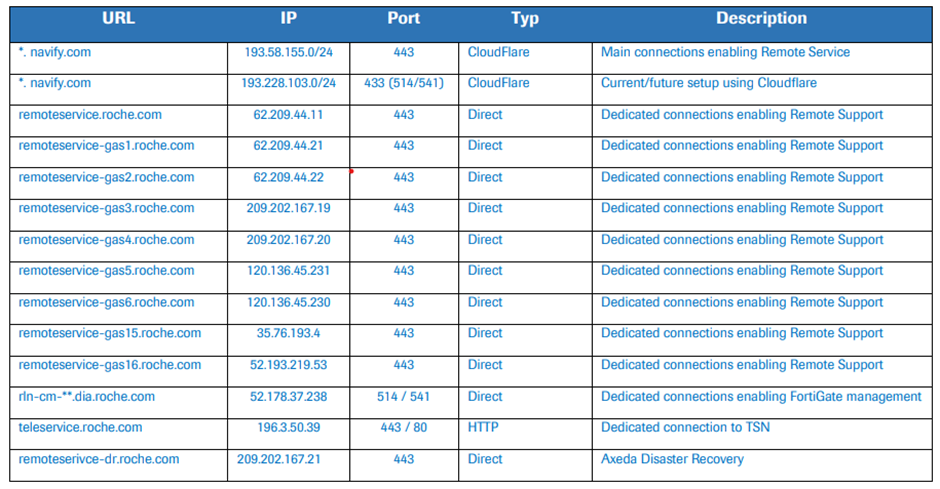 URL IP Port Typ Description
*. navify.com 193.58.155.0/24 443 CloudFlare Main connections enabling Remote Service
*. navify.com 193.228.103.0/24 433 (514/541) CloudFlare Current/future setup using Cloudflare
remoteservice.roche.com 62.209.44.11 443 Direct Dedicated connections enabling Remote Support
remoteservice-gas1.roche.com 62.209.44.21 443 Direct Dedicated connections enabling Remote Support
remoteservice-gas2.roche.com 62.209.44.22 443 Direct Dedicated connections enabling Remote Support
remoteservice-gas3.roche.com 209.202.167.19 443 Direct Dedicated connections enabling Remote Support
remoteservice-gas4.roche.com 209.202.167.20 443 Direct Dedicated connections enabling Remote Support
remoteservice-gas5.roche.com 120.136.45.231 443 Direct Dedicated connections enabling Remote Support
remoteservice-gas6.roche.com 120.136.45.230 443 Direct Dedicated connections enabling Remote Support
remoteservice-gas15.roche.com 35.76.193.4 443 Direct Dedicated connections enabling Remote Support
remoteservice-gas16.roche.com 52.193.219.53 443 Direct Dedicated connections enabling Remote Support
rln-cm-**.dia.roche.com 52.178.37.238 514 / 541 Direct Dedicated connections enabling FortiGate management
teleservice.roche.com 196.3.50.39 443 / 80 HTTP Dedicated connection to TSN
remoteserivce-dr.roche.com 209.202.167.21 443 Direct Axeda Disaster Recovery